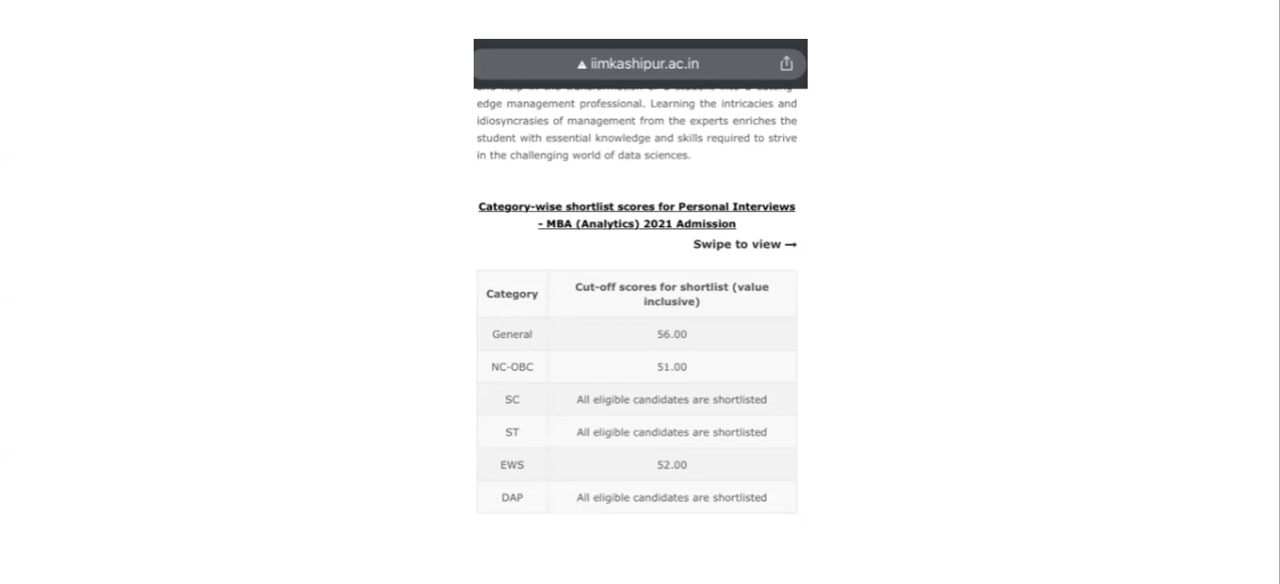 iimkashipur.ac.in
edge management professional. Learning the intricacies and
idiosyncrasies of management from the experts enriches the
student with essential knowledge and skills required to strive
in the challenging world of data sciences.
Category-wise shortlist scores for Personal Interviews
- MBA (Analytics) 2021 Admission
Swipe to view →
Category Cut-off scores for shortlist (value
inclusive)
General 56.00
NC-OBC 51.00
SC All eligible candidates are shortlisted
ST All eligible candidates are shortlisted
EWS 52.00
DAP All eligible candidates are shortlisted